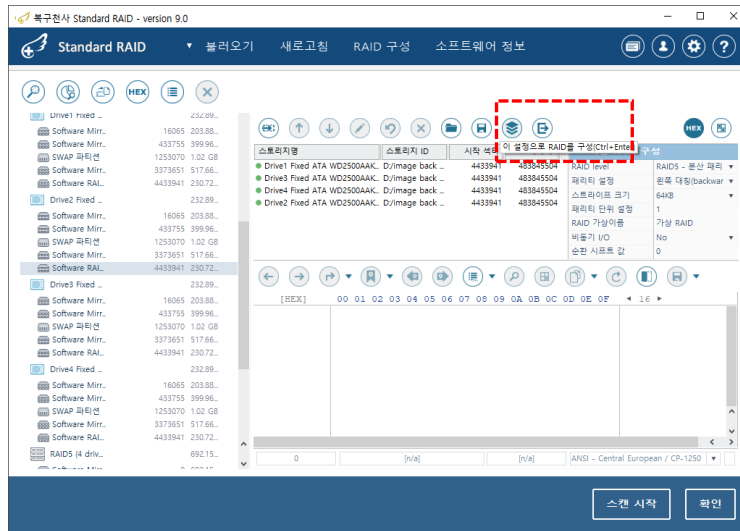 복구천사 Standard RAID - version 9.0
Standard RAID ▼ 불러오기 새로고침 RAID 구성 소프트웨어 정보
HEX
Drive1 Fixed ... 232.89..
Software Mirr.. 16065 203.88..
Software Mirr.. 433755 399.96..
SWAP 파티션 1253070 1.02 GB
Software Mirr.. 3373651 517.66..
Software RAI.. 4433941 230.72..
Drive2 Fixed ... 232.89..
Software Mirr.. 16065 203.88..
Software Mirr.. 433755 399.96..
SWAP 파티션 1253070 1.02 GB
Software Mirr.. 3373651 517.66..
Software RAI.. 4433941 230.72..
Drive3 Fixed ... 232.89..
Software Mirr.. 16065 203.88..
Software Mirr.. 433755 399.96..
SWAP 파티션 1253070 1.02 GB
Software Mirr.. 3373651 517.66..
Software RAI.. 4433941 230.72..
Drive4 Fixed ... 232.89..
Software Mirr.. 16065 203.88..
Software Mirr.. 433755 399.96..
SWAP 파티션 1253070 1.02 GB
Software Mirr.. 3373651 517.66..
Software RAI.. 4433941 230.72..
RAID5 (4 driv.. 692.15..
HEX
이 설정으로 RAID를 구성(Ctrl+Enter
스토리지명 스토리지 ID 시작 섹터 구성
Drive1 Fixed ATA WD2500AAK.. D:/image back .. 4433941 483845504
Drive3 Fixed ATA WD2500AAK.. D:/image back .. 4433941 483845504
Drive4 Fixed ATA WD2500AAK.. D:/image back .. 4433941 483845504
Drive2 Fixed ATA WD2500AAK.. D:/image back .. 4433941 483845504
RAID level RAID5 - 분산 패리
패리티 설정 왼쪽 대칭(backwar
스트라이프 크기 64KB
패리티 단위 설정 1
RAID 가상이름 가상 RAID
비동기 I/O No
순환 시프트 값 0
[HEX] 00 01 02 03 04 05 06 07 08 09 0A 0B 0C 0D 0E 0F ◄ 16 ►
0 [n/a] [n/a] ANSI - Central European / CP-1250
스캔 시작 확인